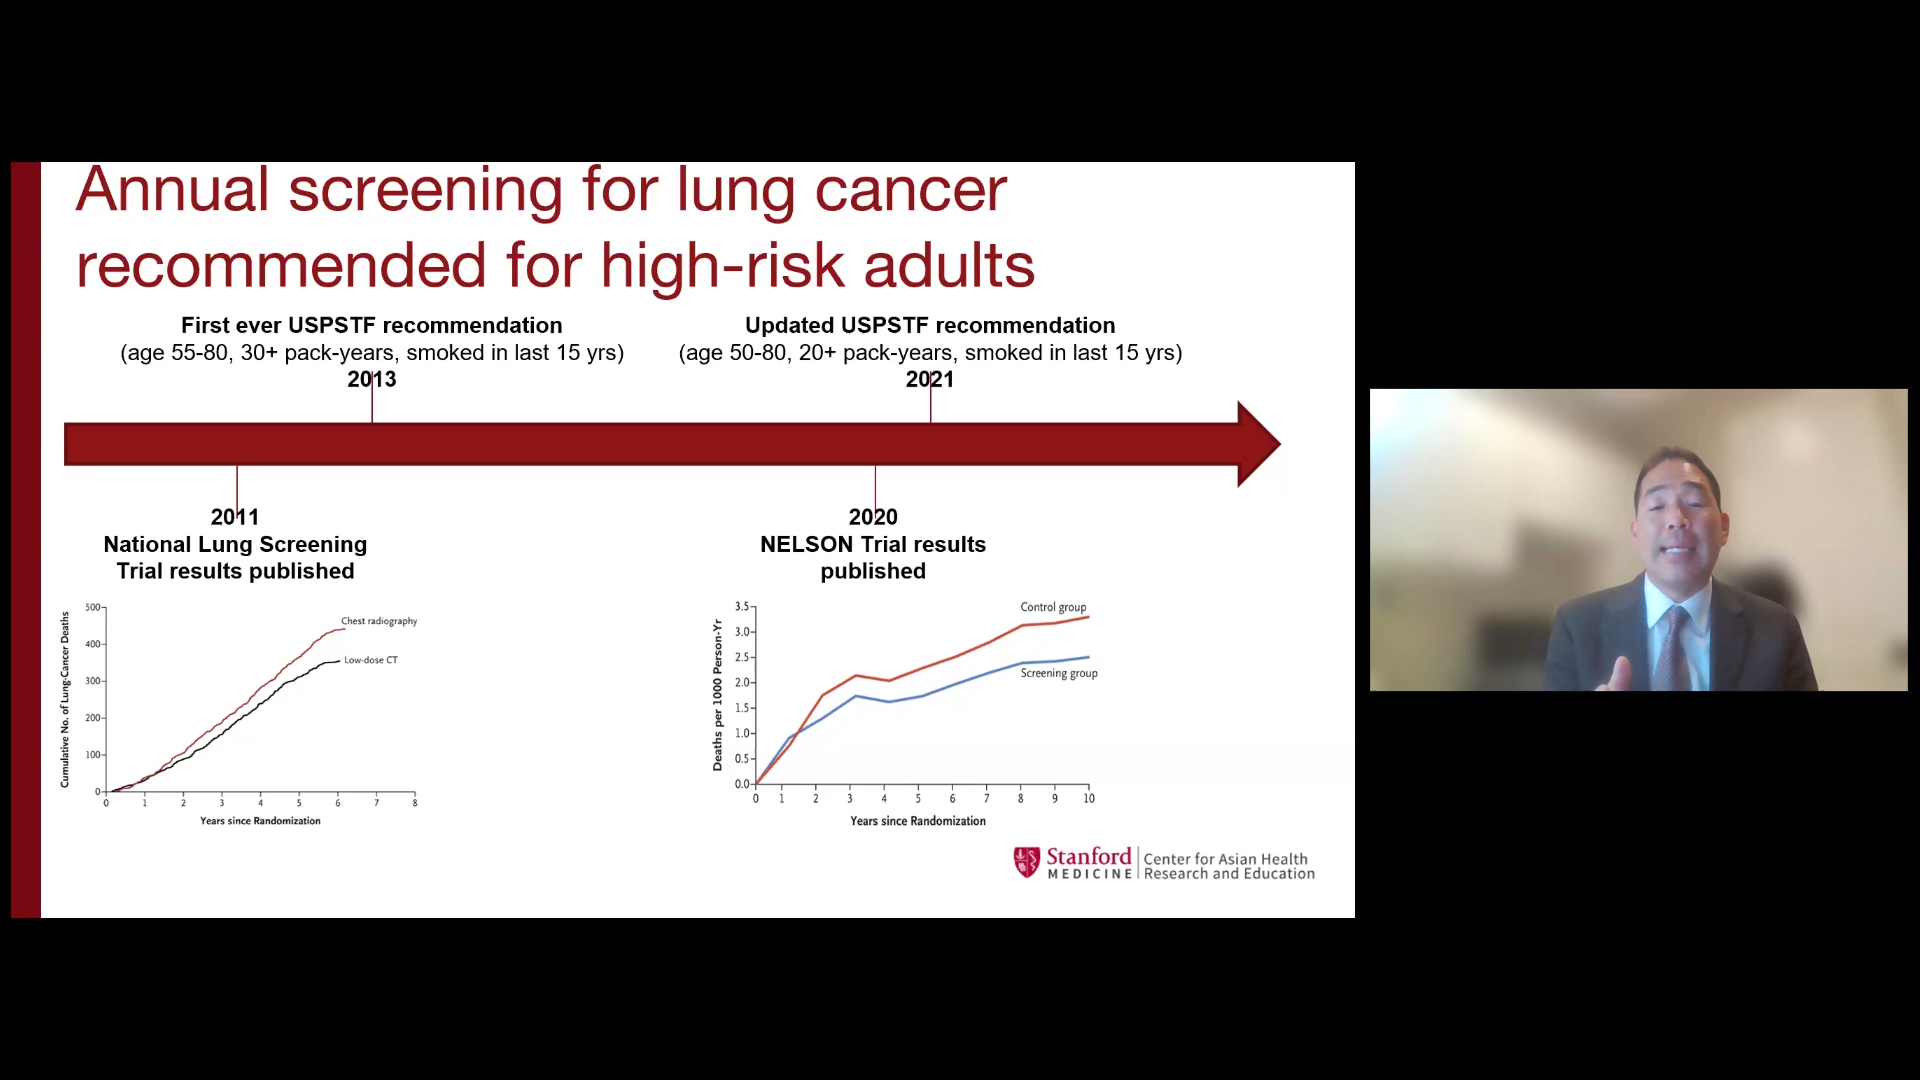 Annual screening for lung cancer
recommended for high-risk adults
First ever USPSTF recommendation
(age 55-80, 30+ pack-years, smoked in last 15 yrs)
2013
Updated USPSTF recommendation
(age 50-80, 20+ pack-years, smoked in last 15 yrs)
2021
2011
National Lung Screening
Trial results published
2020
NELSON Trial results
published
Cumulative No. of Lung-Cancer Deaths
500
400
300
200
100
0
Chest radiography
Low-dose CT
0 1 2 3 4 5 6 7 8
Years since Randomization
Deaths per 1000 Person-Yr
3.5
3.0
2.5
2.0
1.5
1.0
0.5
0.0
Control group
Screening group
0 1 2 3 4 5 6 7 8 9 10
Years since Randomization
Stanford
MEDICINE
Center for Asian Health
Research and Education